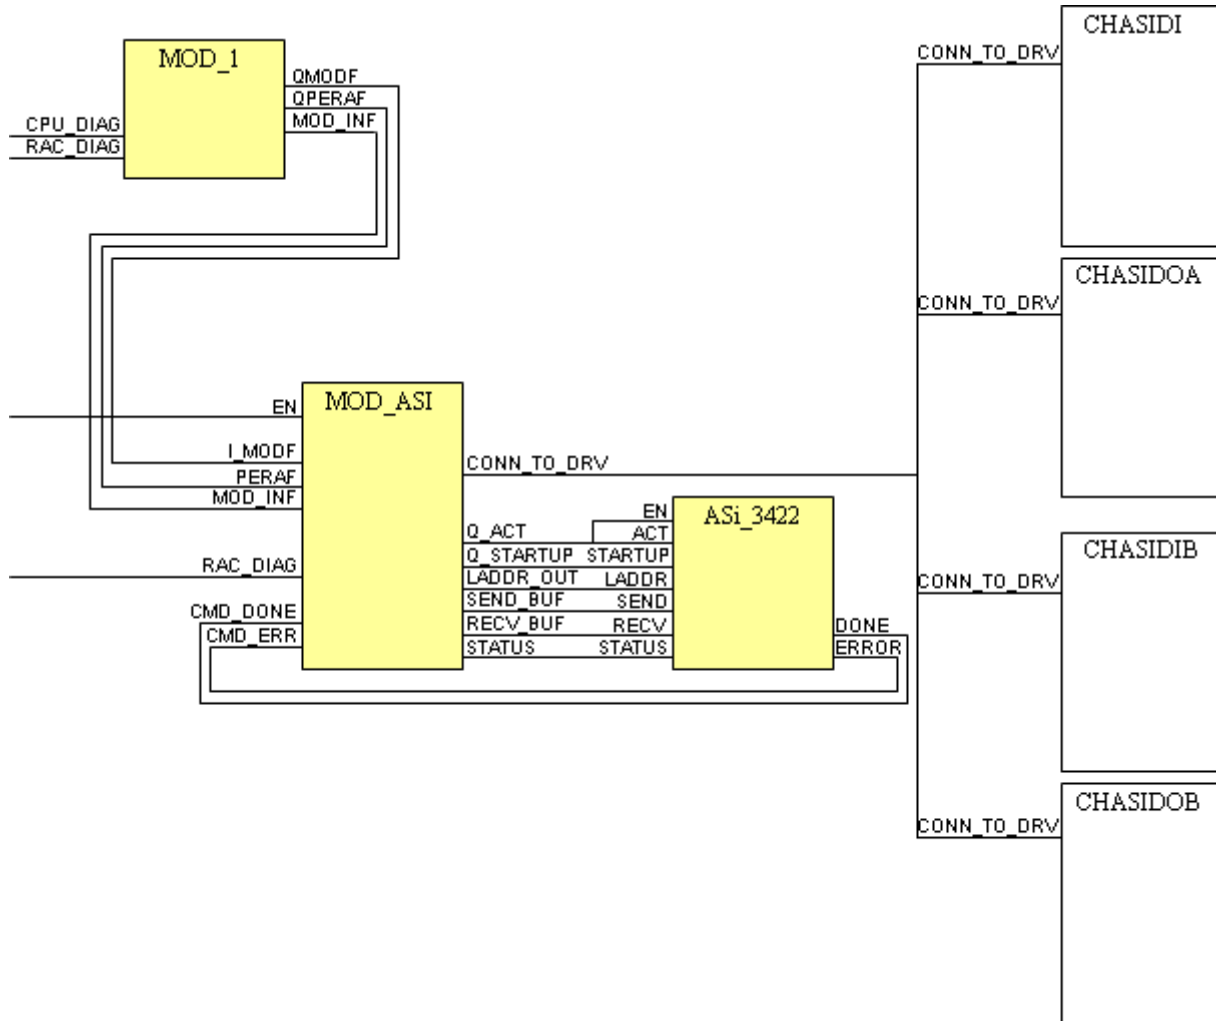 MOD_1
CPU_DIAG
RAC_DIAG
QMODF
QPERAF
MOD_INF
CONN_TO_DRV
CHASIDI
CONN_TO_DRV
CHASIDOA
MOD_ASI
EN
I_MODF
PERAF
MOD_INF
RAC_DIAG
CMD_DONE
CMD_ERR
CONN_TO_DRV
Q_ACT
Q_STARTUP
LADDR_OUT
SEND_BUF
RECV_BUF
STATUS
ASi_3422
EN
ACT
STARTUP
LADDR
SEND
RECV
STATUS
DONE
ERROR
CONN_TO_DRV
CHASIDIB
CONN_TO_DRV
CHASIDOB